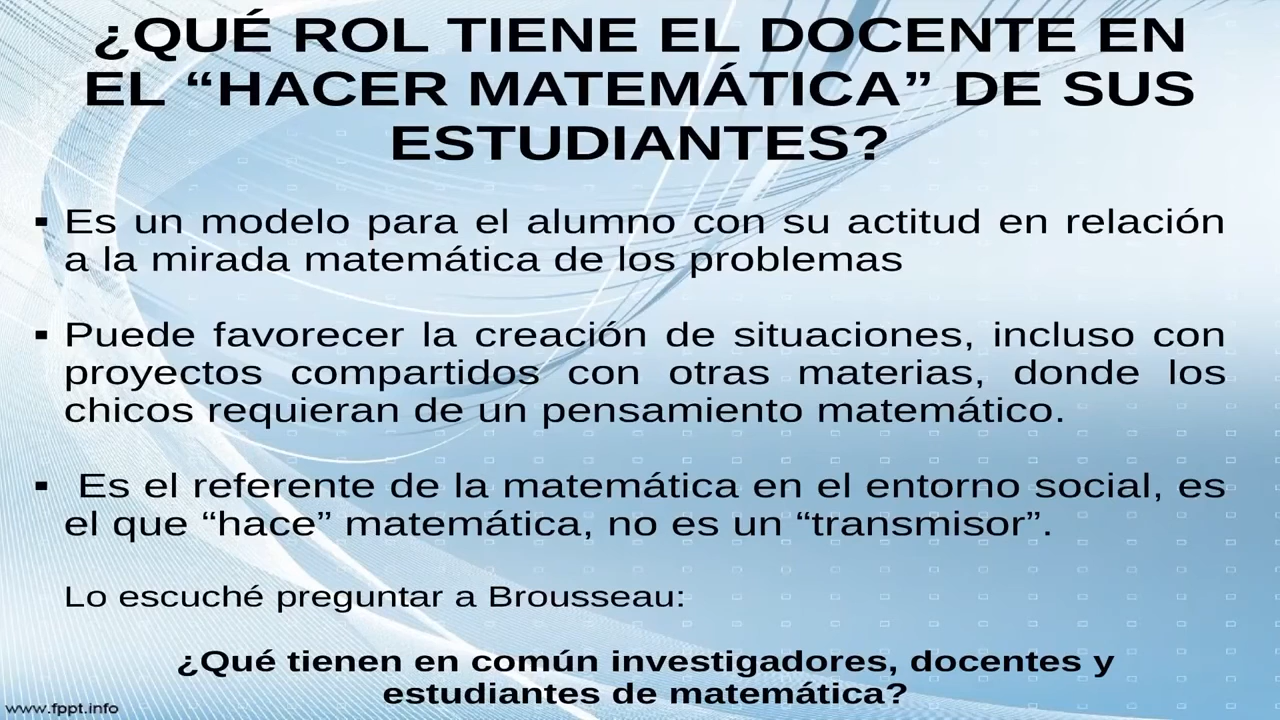 ¿QUÉ ROL TIENE EL DOCENTE EN
EL “HACER MATEMÁTICA” DE SUS
ESTUDIANTES?
▪ Es un modelo para el alumno con su actitud en relación
a la mirada matemática de los problemas
▪ Puede favorecer la creación de situaciones, incluso con
proyectos compartidos con otras materias, donde los
chicos requieran de un pensamiento matemático.
▪ Es el referente de la matemática en el entorno social, es
el que “hace” matemática, no es un “transmisor”.
Lo escuché preguntar a Brousseau:
¿Qué tienen en común investigadores, docentes y
estudiantes de matemática?
www.fppt.info